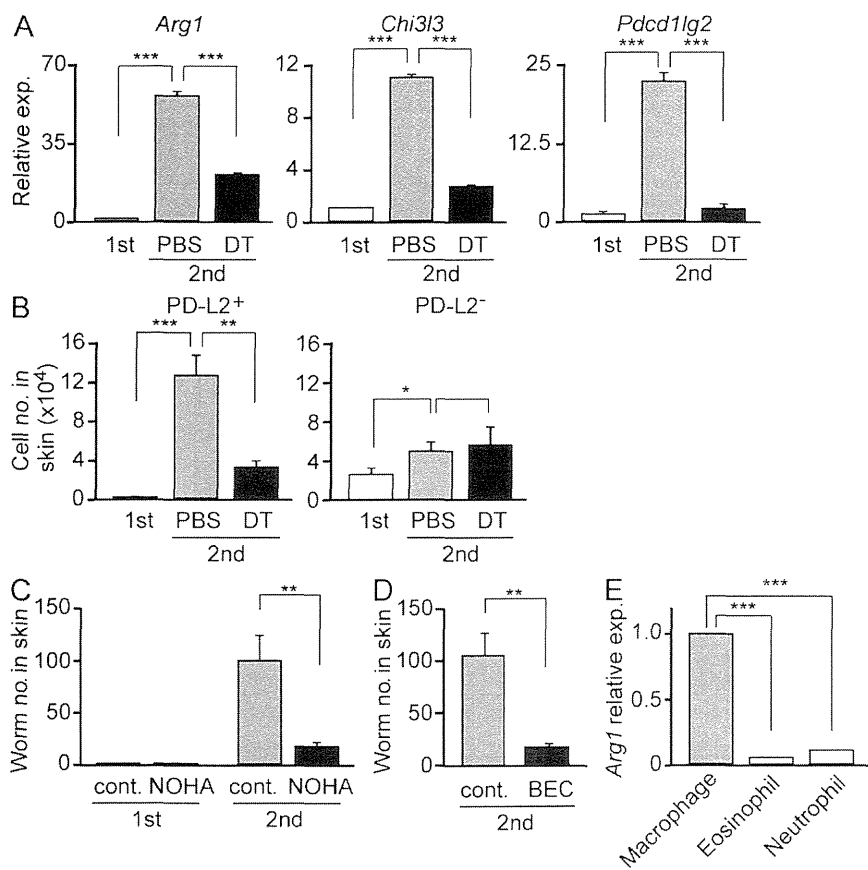 A
Arg1
Chi3l3
Pdcd1lg2
Relative exp.
70
35
0
***
***
1st PBS DT
2nd
12
8
4
0
***
***
1st PBS DT
2nd
25
12.5
0
***
***
1st PBS DT
2nd
B
PD-L2+
PD-L2-
Cell no. in
skin (x10⁴)
16
12
8
4
0
***
**
1st PBS DT
2nd
16
12
8
4
0
*
1st PBS DT
2nd
C
Worm no. in skin
150
100
50
0
**
cont. NOHA cont. NOHA
1st 2nd
D
Worm no. in skin
150
100
50
0
**
cont. BEC
2nd
E
Arg1 relative exp.
1.0
0.5
0
***
***
Macrophage
Eosinophil
Neutrophil